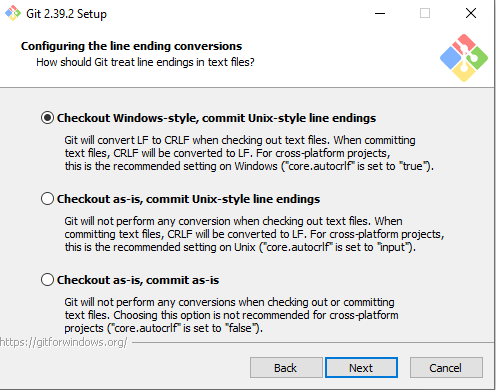 Git 2.39.2 Setup
Configuring the line ending conversions
How should Git treat line endings in text files?
Checkout Windows-style, commit Unix-style line endings
Git will convert LF to CRLF when checking out text files. When committing
text files, CRLF will be converted to LF. For cross-platform projects,
this is the recommended setting on Windows ("core.autocrlf" is set to "true").
Checkout as-is, commit Unix-style line endings
Git will not perform any conversion when checking out text files. When
committing text files, CRLF will be converted to LF. For cross-platform projects,
this is the recommended setting on Unix ("core.autocrlf" is set to "input").
Checkout as-is, commit as-is
Git will not perform any conversions when checking out or committing
text files. Choosing this option is not recommended for cross-platform
projects ("core.autocrlf" is set to "false").
https://gitforwindows.org/
Back
Next
Cancel